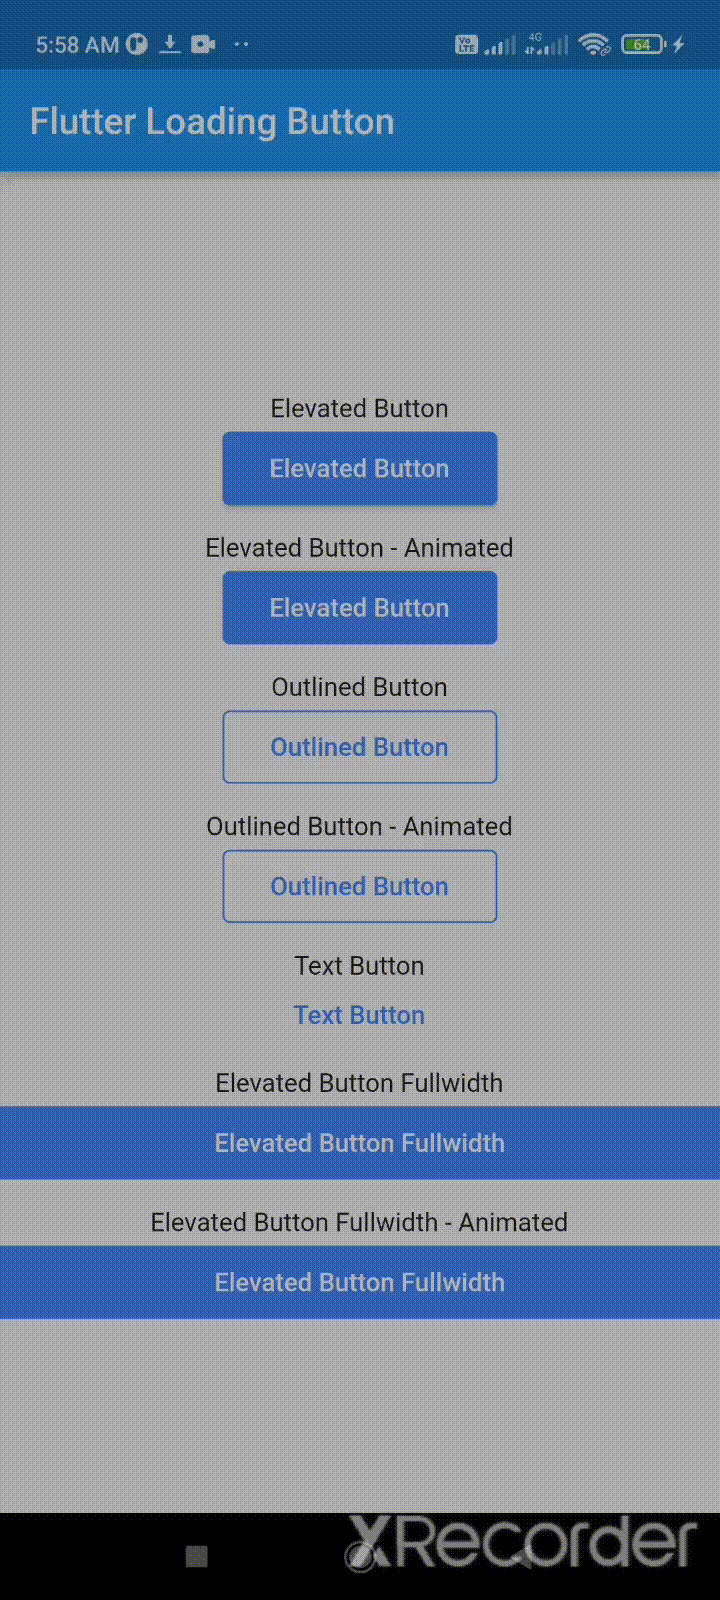 5:58 AM
Vo LTE
4G
64
Flutter Loading Button
Elevated Button
Elevated Button
Elevated Button - Animated
Elevated Button
Outlined Button
Outlined Button
Outlined Button - Animated
Outlined Button
Text Button
Text Button
Elevated Button Fullwidth
Elevated Button Fullwidth
Elevated Button Fullwidth - Animated
Elevated Button Fullwidth
XRecorder